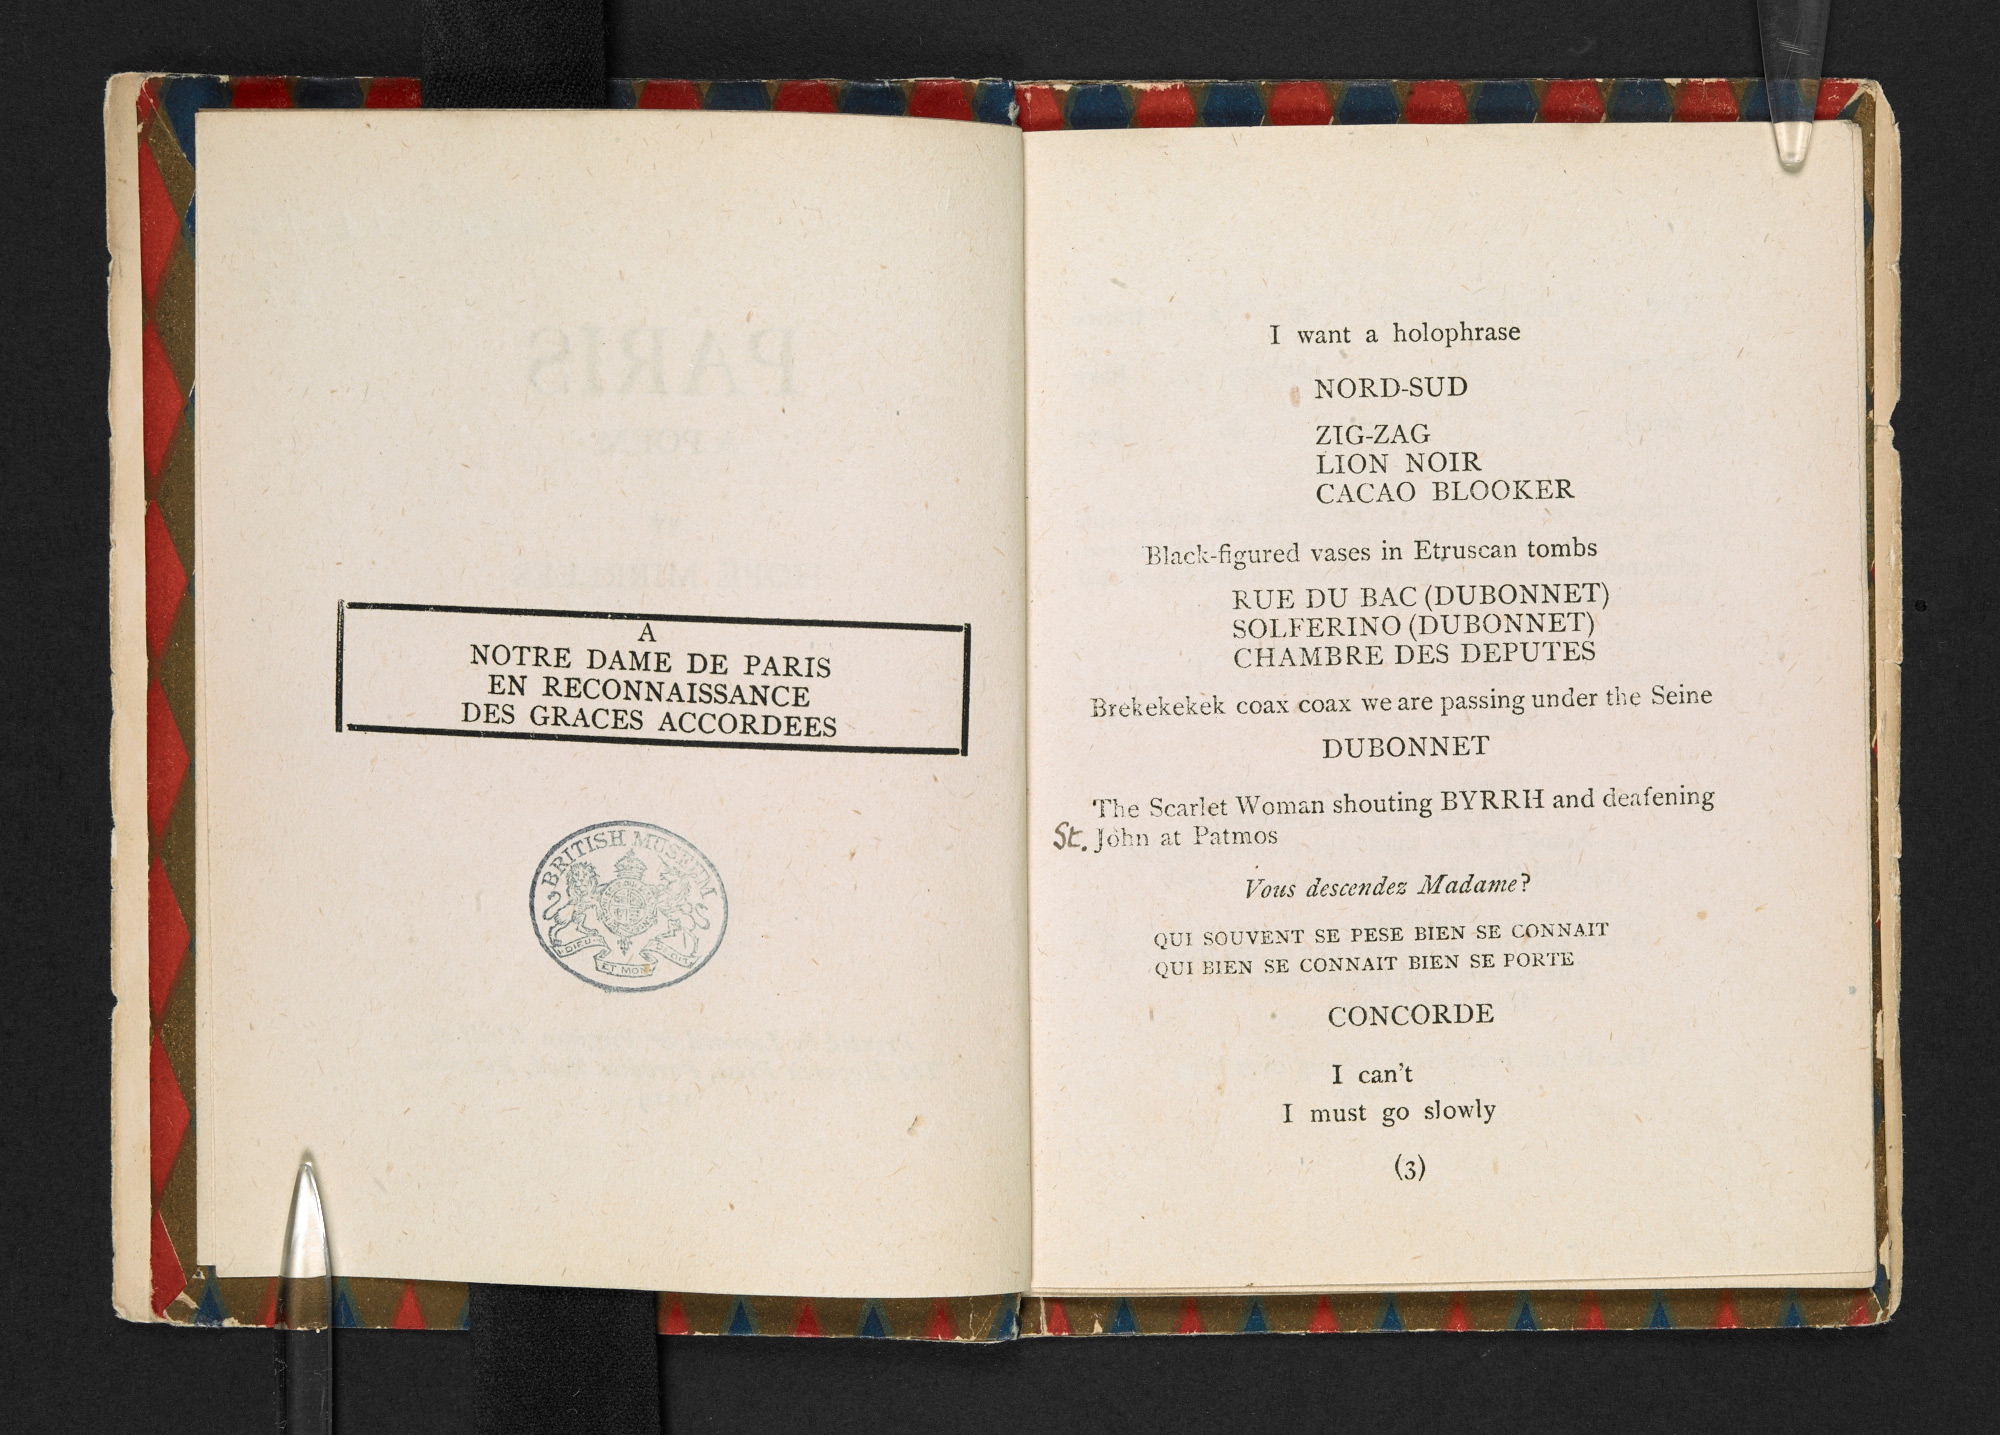 A
NOTRE DAME DE PARIS
EN RECONNAISSANCE
DES GRACES ACCORDEES
BRITISH MUSEUM
DIEU
ET MON
I want a holophrase
NORD-SUD
ZIG-ZAG
LION NOIR
CACAO BLOOKER
Black-figured vases in Etruscan tombs
RUE DU BAC (DUBONNET)
SOLFERINO (DUBONNET)
CHAMBRE DES DEPUTES
Brekekekek coax coax we are passing under the Seine
DUBONNET
The Scarlet Woman shouting BYRRH and deafening
St. John at Patmos
Vous descendez Madame?
QUI SOUVENT SE PESE BIEN SE CONNAIT
QUI BIEN SE CONNAIT BIEN SE PORTE
CONCORDE
I can't
I must go slowly
(3)